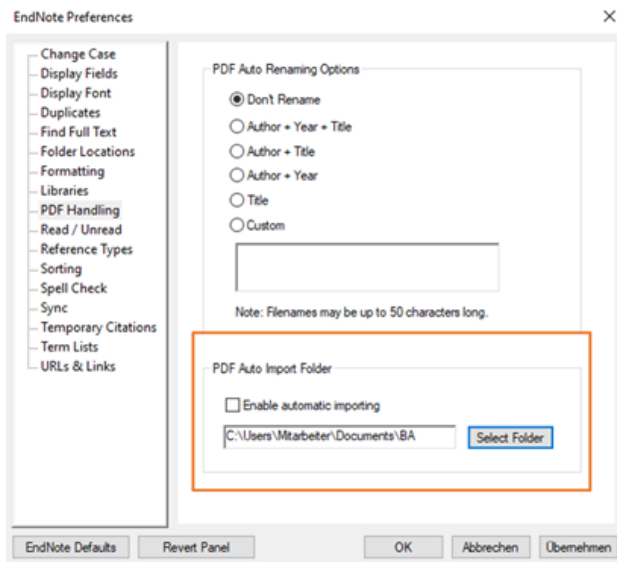 EndNote Preferences
Change Case
Display Fields
Display Font
Duplicates
Find Full Text
Folder Locations
Formatting
Libraries
PDF Handling
Read / Unread
Reference Types
Sorting
Spell Check
Sync
Temporary Citations
Term Lists
URLs & Links
PDF Auto Renaming Options
Don't Rename
Author + Year + Title
Author + Title
Author + Year
Title
Custom
Note: Filenames may be up to 50 characters long.
PDF Auto Import Folder
Enable automatic importing
C:\Users\Mitarbeiter\Documents\BA
Select Folder
EndNote Defaults
Revert Panel
OK
Abbrechen
Übernehmen